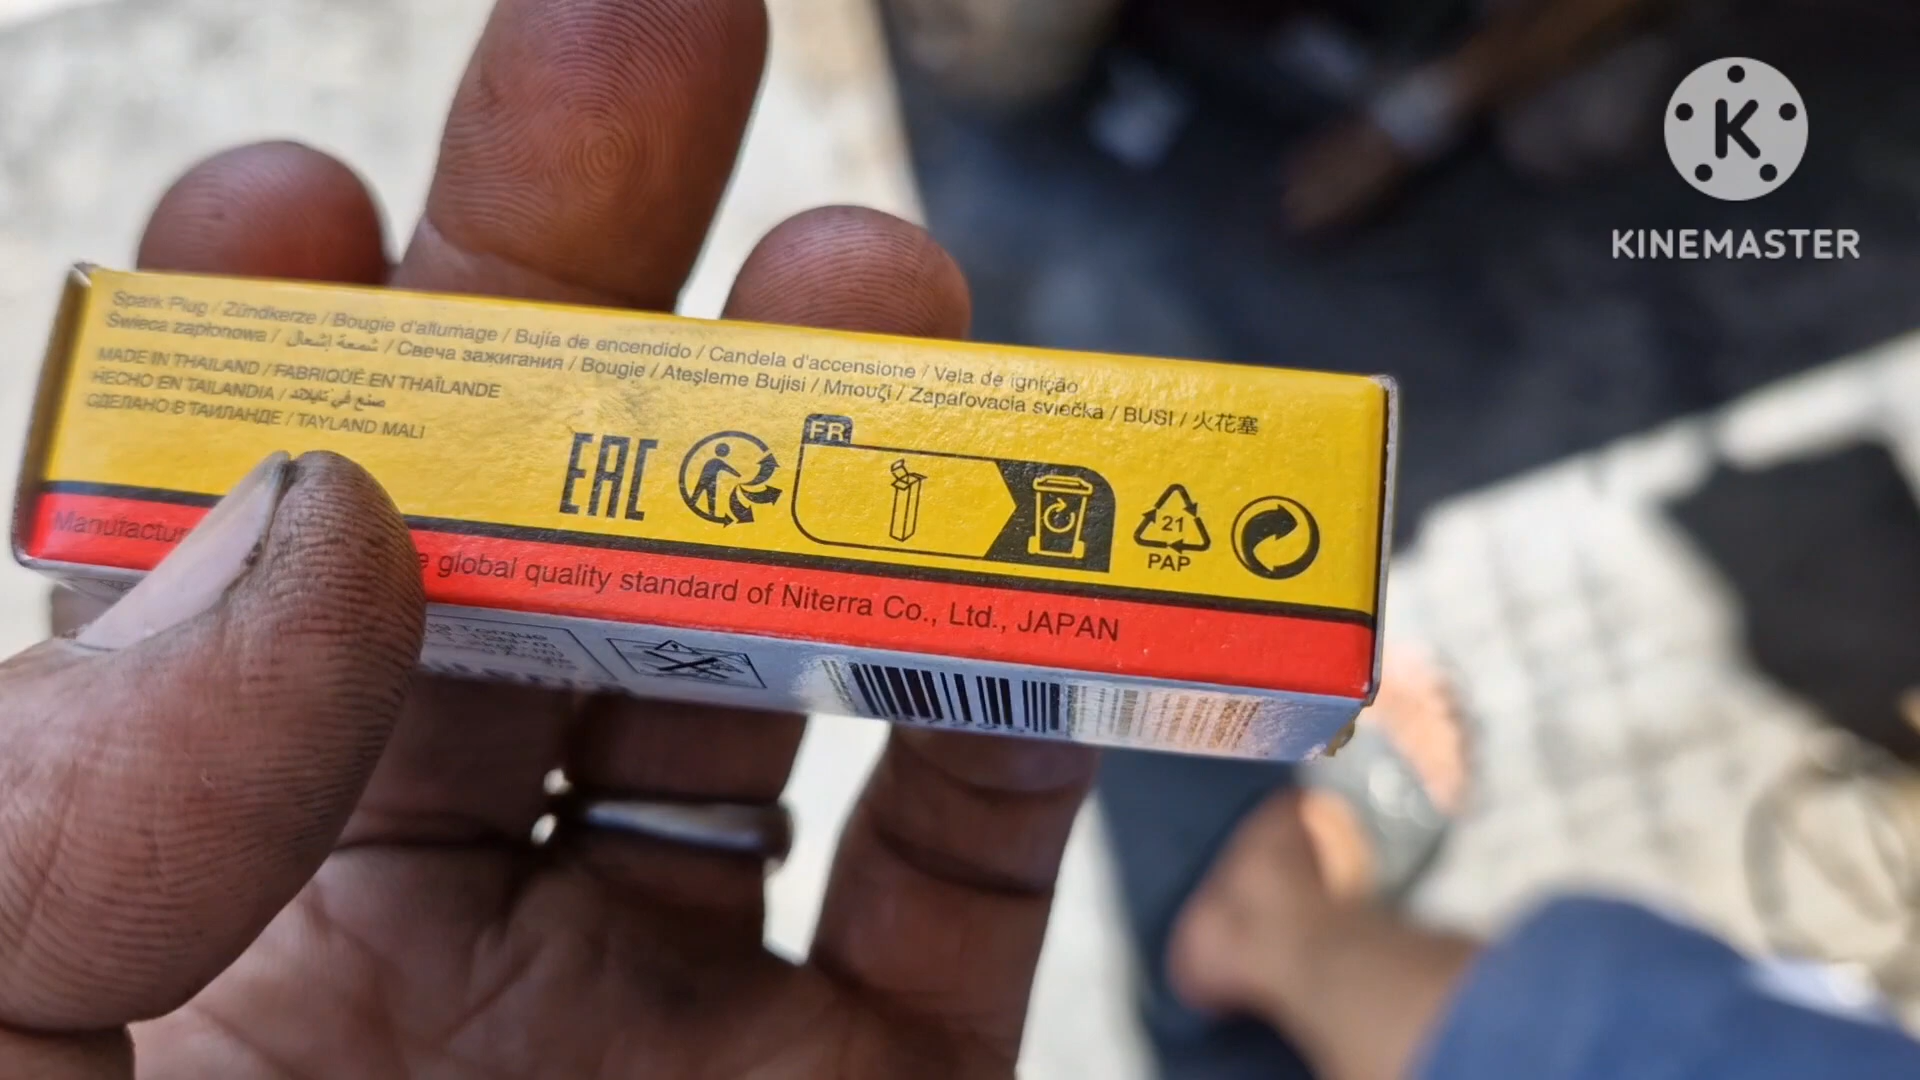 KINEMASTER
Spark Plug / Zündkerze / Bougie d'allumage / Bujía de encendido / Candela d'accensione / Vela de ignição
Świeca zapłonowa / شمعة إشعال / Свеча зажигания / Bougie / Ateşleme Bujisi / Μπουζί / Zapaľovacia sviečka / BUSI / 火花塞
MADE IN THAILAND / FABRIQUÉ EN THAÏLANDE
HECHO EN TAILANDIA / صنع في تايلاند
СДЕЛАНО В ТАИЛАНДЕ / TAYLAND MALI
EAC
FR
21
PAP
global quality standard of Niterra Co., Ltd., JAPAN
Torque